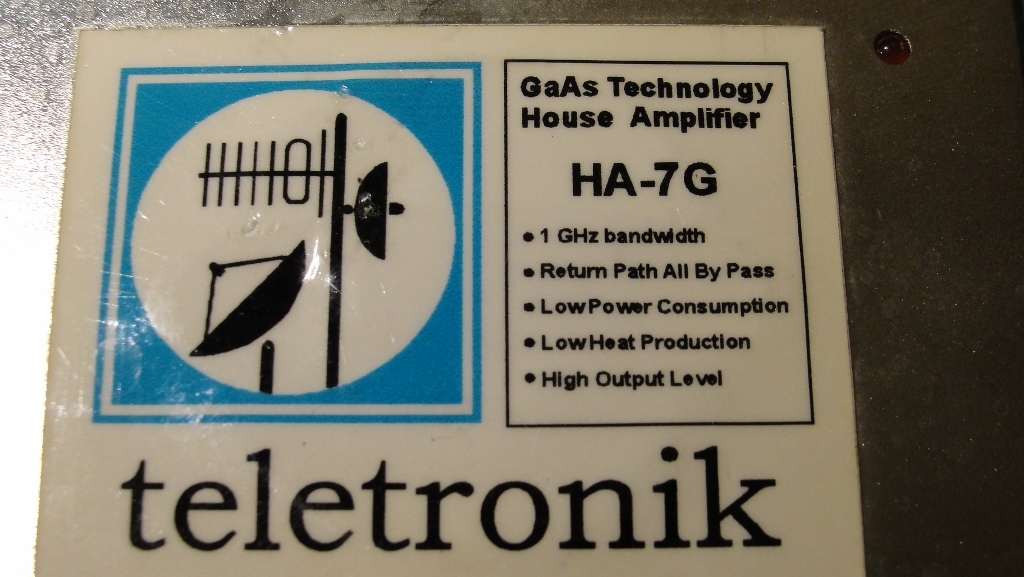 GaAs Technology
House Amplifier
HA-7G
• 1 GHz bandwidth
• Return Path All By Pass
• Low Power Consumption
• Low Heat Production
• High Output Level
teletronik